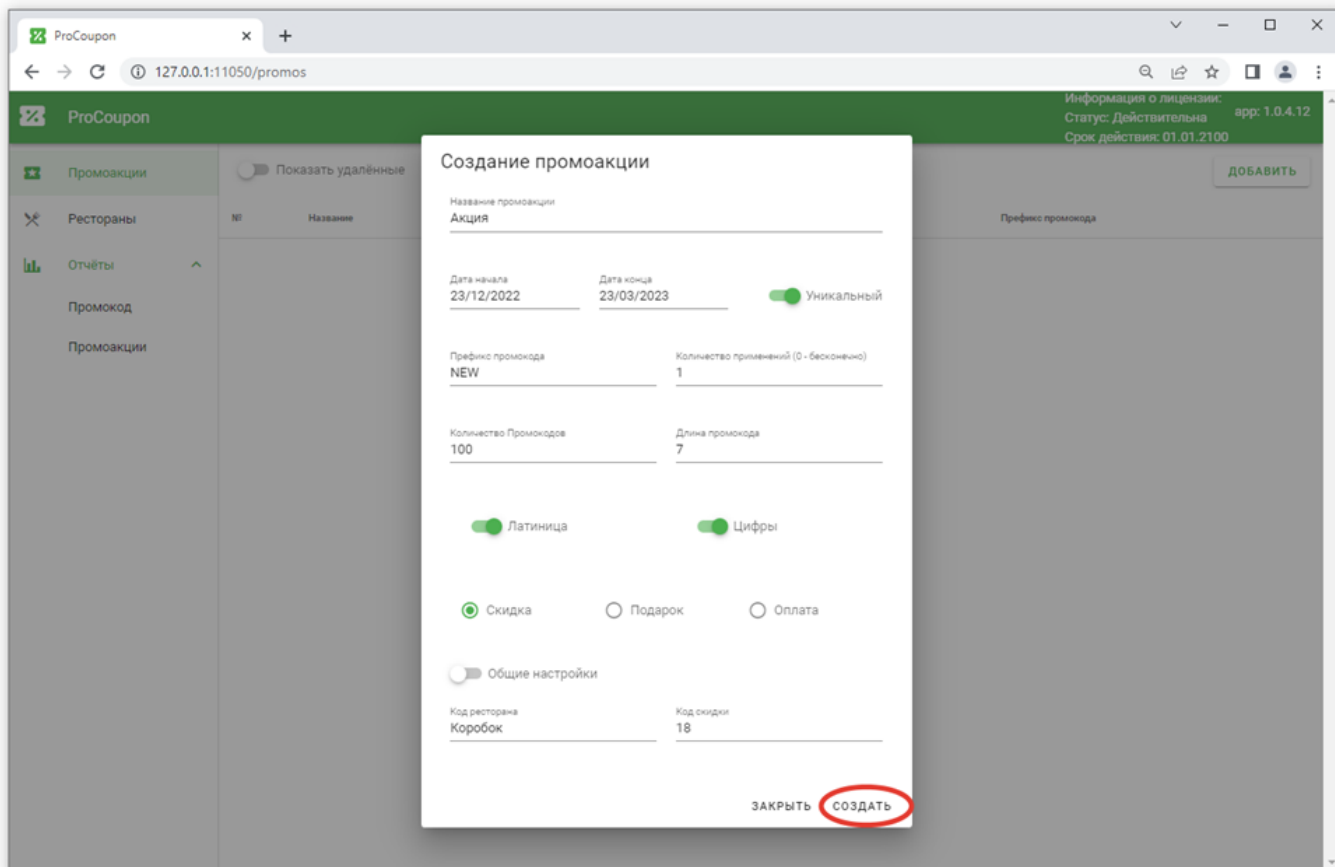 ProCoupon
127.0.0.1:11050/promos
ProCoupon
Информация о лицензии:
Статус: Действительна
Срок действия: 01.01.2100
app: 1.0.4.12
Промоакции
Рестораны
Отчёты
Промокод
Промоакции
Показать удалённые
ДОБАВИТЬ
№ Название Префикс промокода
Создание промоакции
Название промоакции
Акция
Дата начала Дата конца
23/12/2022 23/03/2023 Уникальный
Префикс промокода Количество применений (0 - бесконечно)
NEW 1
Количество Промокодов Длина промокода
100 7
Латиница Цифры
Скидка Подарок Оплата
Общие настройки
Код ресторана Код скидки
Коробок 18
ЗАКРЫТЬ СОЗДАТЬ